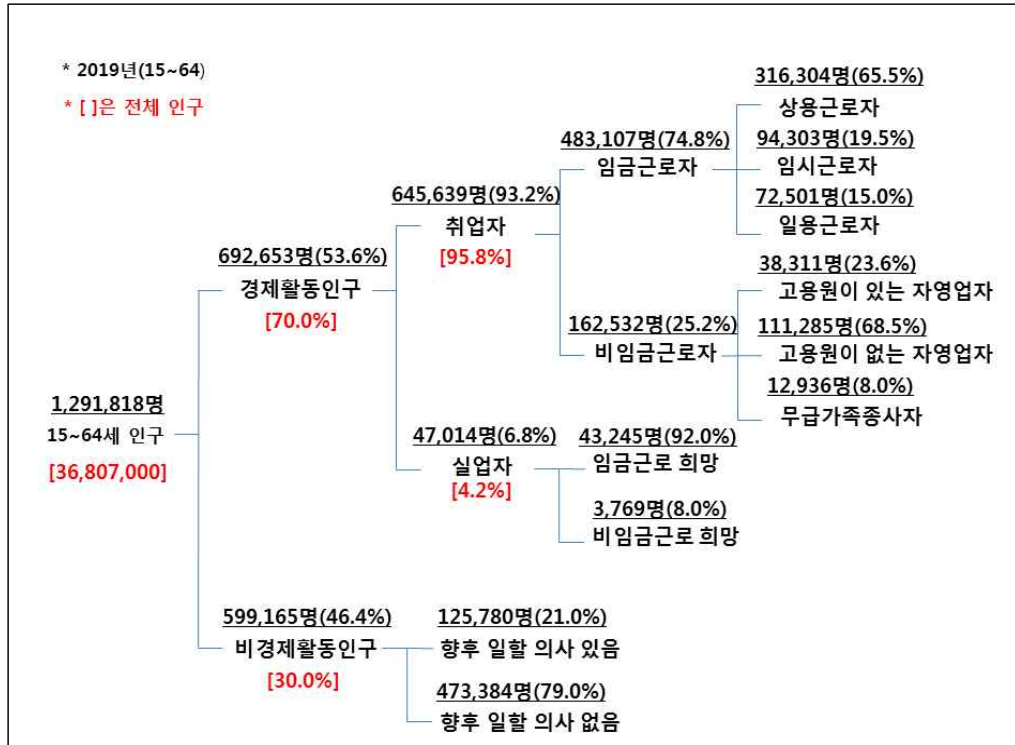 * 2019년(15~64)
* [ ]은 전체 인구
1,291,818명
15~64세 인구
[36,807,000]
692,653명(53.6%)
경제활동인구
[70.0%]
645,639명(93.2%)
취업자
[95.8%]
483,107명(74.8%)
임금근로자
316,304명(65.5%)
상용근로자
94,303명(19.5%)
임시근로자
72,501명(15.0%)
일용근로자
162,532명(25.2%)
비임금근로자
38,311명(23.6%)
고용원이 있는 자영업자
111,285명(68.5%)
고용원이 없는 자영업자
12,936명(8.0%)
무급가족종사자
47,014명(6.8%)
실업자
[4.2%]
43,245명(92.0%)
임금근로 희망
3,769명(8.0%)
비임금근로 희망
599,165명(46.4%)
비경제활동인구
[30.0%]
125,780명(21.0%)
향후 일할 의사 있음
473,384명(79.0%)
향후 일할 의사 없음